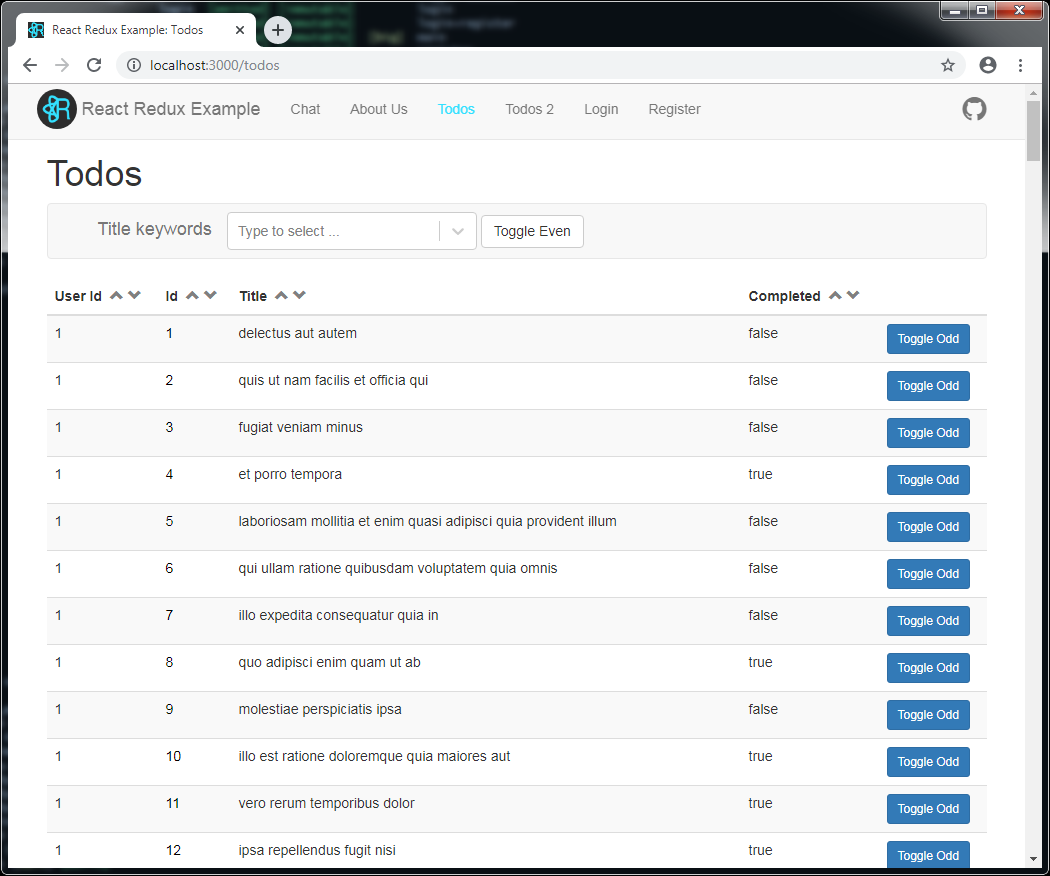 React Redux Example: Todos
localhost:3000/todos
React Redux Example Chat About Us Todos Todos 2 Login Register
Todos
Title keywords Type to select ... Toggle Even
User Id Id Title Completed
1 1 delectus aut autem false Toggle Odd
1 2 quis ut nam facilis et officia qui false Toggle Odd
1 3 fugiat veniam minus false Toggle Odd
1 4 et porro tempora true Toggle Odd
1 5 laboriosam mollitia et enim quasi adipisci quia provident illum false Toggle Odd
1 6 qui ullam ratione quibusdam voluptatem quia omnis false Toggle Odd
1 7 illo expedita consequatur quia in false Toggle Odd
1 8 quo adipisci enim quam ut ab true Toggle Odd
1 9 molestiae perspiciatis ipsa false Toggle Odd
1 10 illo est ratione doloremque quia maiores aut true Toggle Odd
1 11 vero rerum temporibus dolor true Toggle Odd
1 12 ipsa repellendus fugit nisi true Toggle Odd